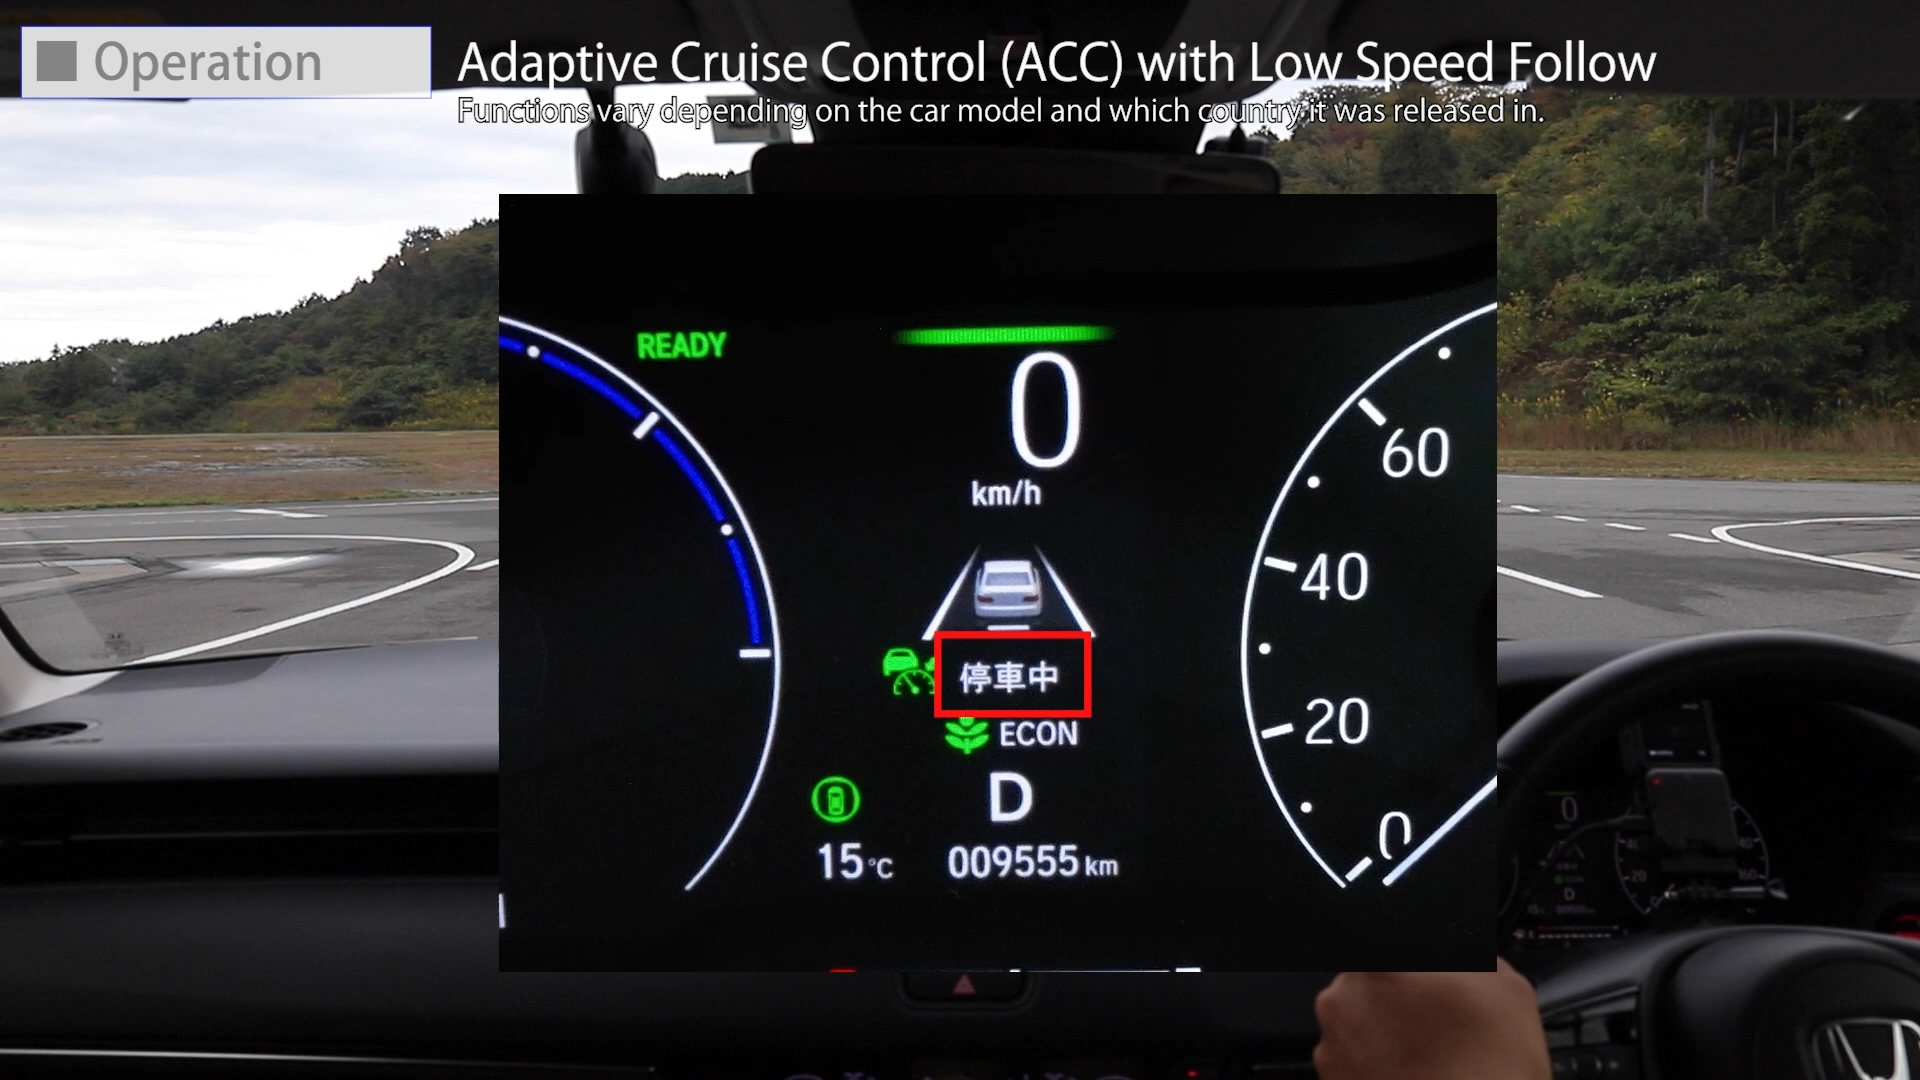 Operation
Adaptive Cruise Control (ACC) with Low Speed Follow
Functions vary depending on the car model and which country it was released in.
READY
0
km/h
60
40
停車中
20
ECON
D
0
15 °C
009555 km
0
D